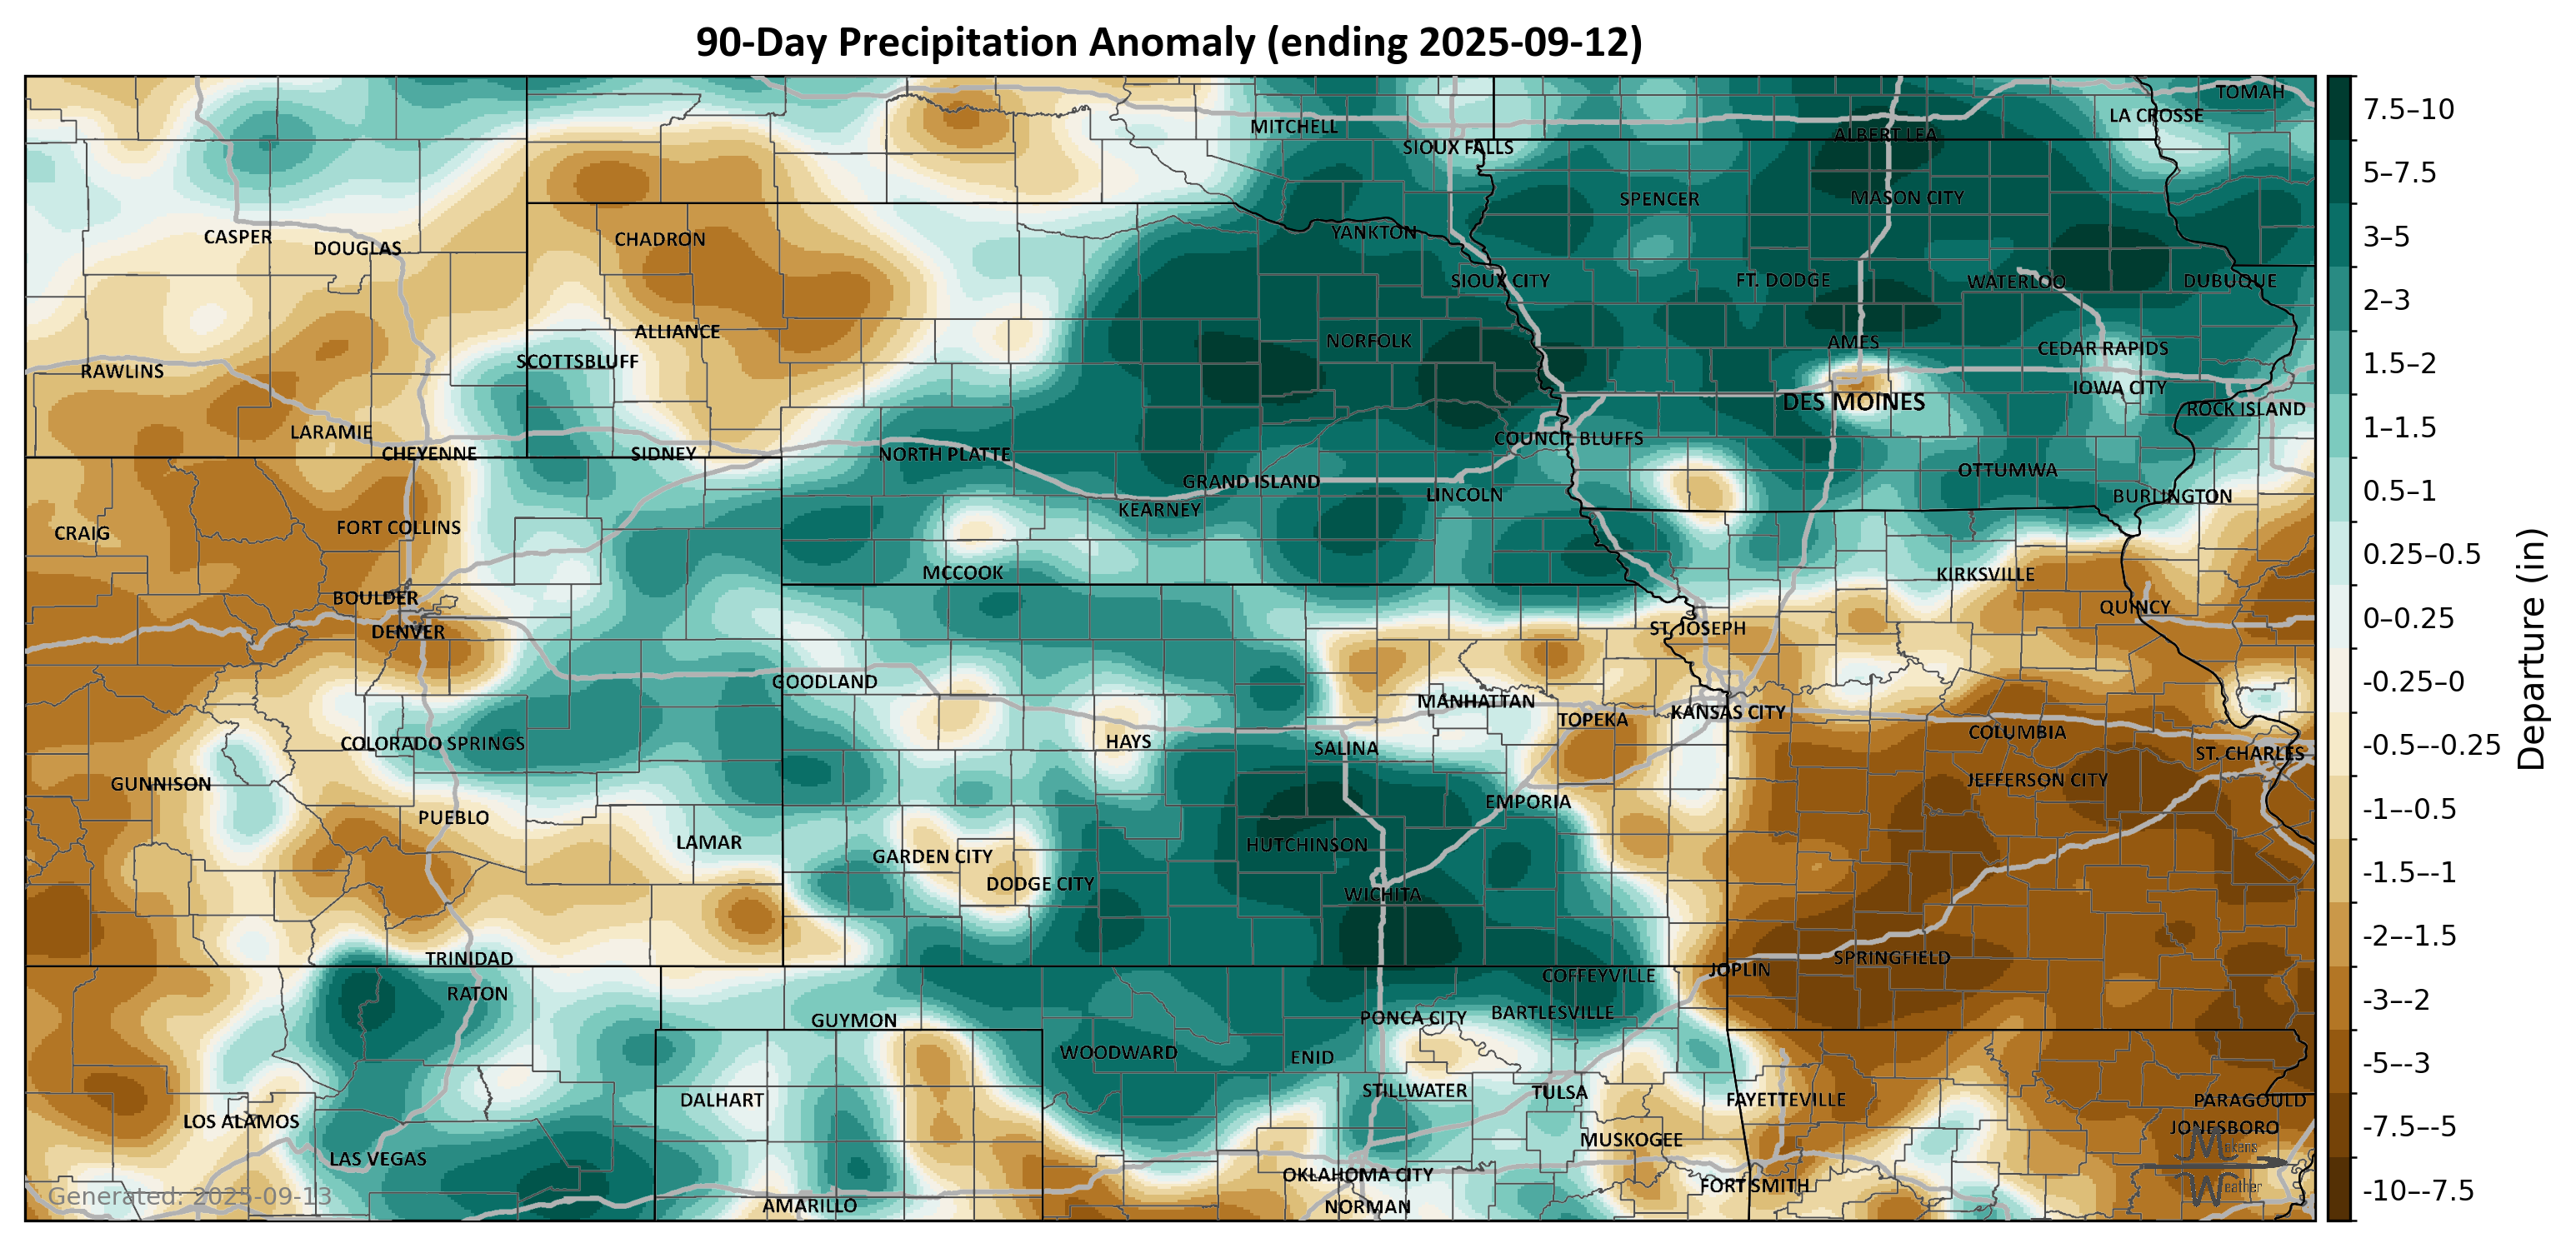 90-Day Precipitation Anomaly (ending 2025-09-12)
TOMAH
LA CROSSE
MITCHELL
ALBERT LEA
SIOUX FALLS
SPENCER
MASON CITY
YANKTON
CASPER
CHADRON
DOUGLAS
SIOUX CITY
FT. DODGE
WATERLOO
DUBUQUE
ALLIANCE
NORFOLK
AMES
CEDAR RAPIDS
SCOTTSBLUFF
RAWLINS
IOWA CITY
DES MOINES
ROCK ISLAND
LARAMIE
COUNCIL BLUFFS
CHEYENNE
SIDNEY
NORTH PLATTE
OTTUMWA
GRAND ISLAND
LINCOLN
BURLINGTON
KEARNEY
CRAIG
FORT COLLINS
MCCOOK
KIRKSVILLE
BOULDER
QUINCY
DENVER
ST. JOSEPH
GOODLAND
MANHATTAN
KANSAS CITY
TOPEKA
COLUMBIA
COLORADO SPRINGS
HAYS
SALINA
ST. CHARLES
GUNNISON
JEFFERSON CITY
EMPORIA
PUEBLO
LAMAR
HUTCHINSON
GARDEN CITY
DODGE CITY
WICHITA
TRINIDAD
SPRINGFIELD
JOPLIN
COFFEYVILLE
RATON
BARTLESVILLE
GUYMON
PONCA CITY
WOODWARD
ENID
STILLWATER
TULSA
DALHART
FAYETTEVILLE
PARAGOULD
LOS ALAMOS
JONESBORO
MUSKOGEE
Makens
LAS VEGAS
OKLAHOMA CITY
FORT SMITH
Weather
Generated: 2025-09-13
AMARILLO
NORMAN
7.5–10
5–7.5
3–5
2–3
1.5–2
1–1.5
0.5–1
0.25–0.5
0–0.25
-0.25–0
-0.5–-0.25
-1–-0.5
-1.5–-1
-2–-1.5
-3–-2
-5–-3
-7.5–-5
-10–-7.5
Departure (in)